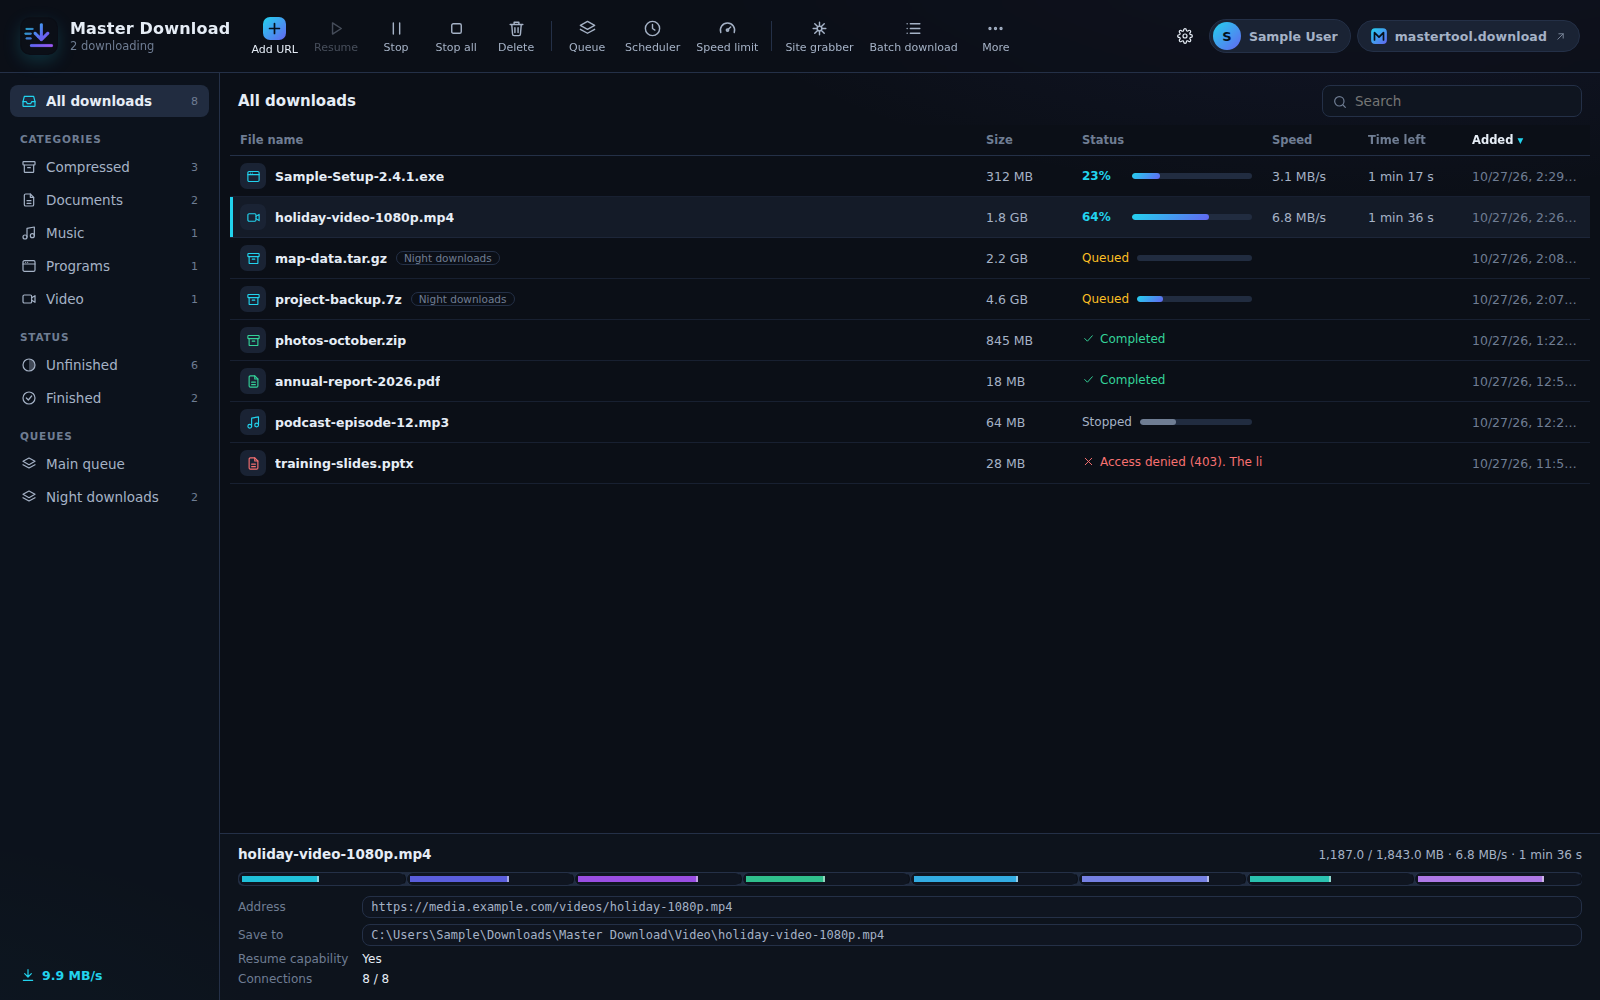 Master Download
2 downloading
Add URL
Resume
Stop
Stop all
Delete
Queue
Scheduler
Speed limit
Site grabber
Batch download
More
S
Sample User
mastertool.download
All downloads 8
CATEGORIES
Compressed 3
Documents 2
Music 1
Programs 1
Video 1
STATUS
Unfinished 6
Finished 2
QUEUES
Main queue
Night downloads 2
9.9 MB/s
All downloads
Search
File name Size Status Speed Time left Added
Sample-Setup-2.4.1.exe 312 MB 23% 3.1 MB/s 1 min 17 s 10/27/26, 2:29…
holiday-video-1080p.mp4 1.8 GB 64% 6.8 MB/s 1 min 36 s 10/27/26, 2:26…
map-data.tar.gz Night downloads 2.2 GB Queued 10/27/26, 2:08…
project-backup.7z Night downloads 4.6 GB Queued 10/27/26, 2:07…
photos-october.zip 845 MB Completed 10/27/26, 1:22…
annual-report-2026.pdf 18 MB Completed 10/27/26, 12:5…
podcast-episode-12.mp3 64 MB Stopped 10/27/26, 12:2…
training-slides.pptx 28 MB Access denied (403). The li 10/27/26, 11:5…
holiday-video-1080p.mp4 1,187.0 / 1,843.0 MB · 6.8 MB/s · 1 min 36 s
Address https://media.example.com/videos/holiday-1080p.mp4
Save to C:\Users\Sample\Downloads\Master Download\Video\holiday-video-1080p.mp4
Resume capability Yes
Connections 8 / 8